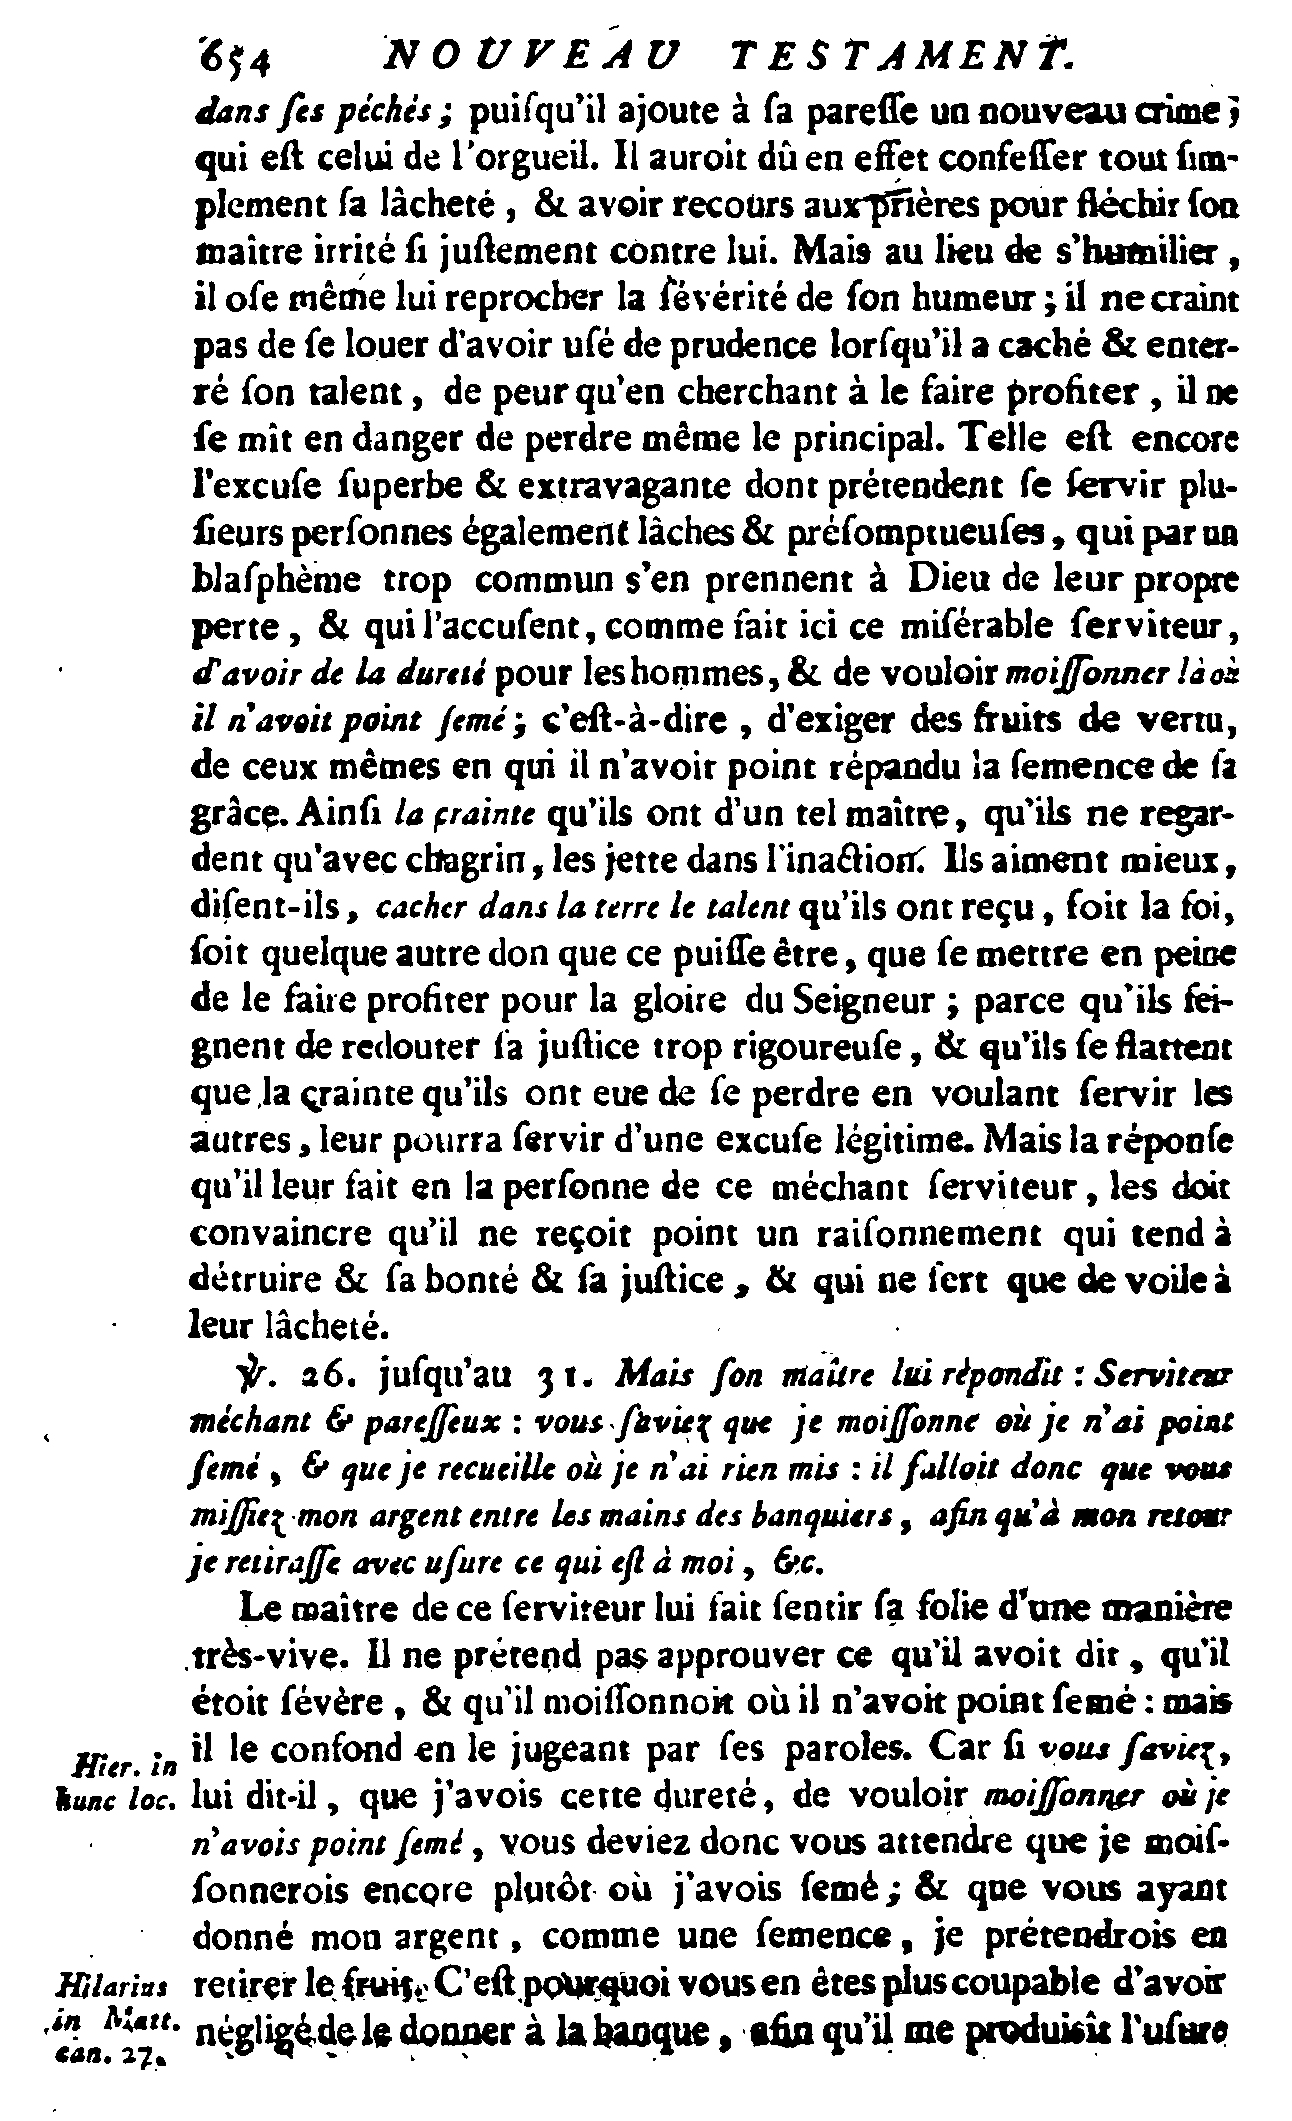 654 NOUVEAU TESTAMENT.
dans ſes péchés ; puiſqu'il ajoute à ſa pareſſe un nouveau crime ;
qui eſt celui de l'orgueil. Il auroit dû en effet confeſſer tout ſim-
plement ſa lâcheté , & avoir recours aux prières pour fléchir ſon
maître irrité ſi juſtement contre lui. Mais au lieu de s'humilier ,
il oſe même lui reprocher la ſévérité de ſon humeur ; il ne craint
pas de ſe louer d'avoir uſé de prudence lorſqu'il a caché & enter-
ré ſon talent , de peur qu'en cherchant à le faire profiter , il ne
ſe mît en danger de perdre même le principal. Telle eſt encore
l'excuſe ſuperbe & extravagante dont prétendent ſe ſervir plu-
ſieurs perſonnes également lâches & préſomptueuſes , qui par un
blaſphème trop commun s'en prennent à Dieu de leur propre
perte , & qui l'accuſent , comme fait ici ce miſérable ſerviteur ,
d'avoir de la dureté pour les hommes , & de vouloir moiſſonner là où
il n'avoit point ſemé ; c'eſt-à-dire , d'exiger des fruits de vertu,
de ceux mêmes en qui il n'avoit point répandu la ſemence de ſa
grâce. Ainſi la crainte qu'ils ont d'un tel maître, qu'ils ne regar-
dent qu'avec chagrin , les jette dans l'inaction. Ils aiment mieux ,
diſent-ils , cacher dans la terre le talent qu'ils ont reçu , ſoit la foi,
ſoit quelque autre don que ce puiſſe être , que ſe mettre en peine
de le faire profiter pour la gloire du Seigneur ; parce qu'ils fei-
gnent de redouter ſa juſtice trop rigoureuſe , & qu'ils ſe flattent
que la crainte qu'ils ont eue de ſe perdre en voulant ſervir les
autres , leur pourra ſervir d'une excuſe légitime. Mais la réponſe
qu'il leur fait en la perſonne de ce méchant ſerviteur , les doit
convaincre qu'il ne reçoit point un raiſonnement qui tend à
détruire & ſa bonté & ſa juſtice , & qui ne ſert que de voile à
leur lâcheté.
℣. 26. juſqu'au 31. Mais ſon maître lui répondit : Serviteur
méchant & pareſſeux : vous ſaviez que je moiſſonne où je n'ai point
ſemé , & que je recueille où je n'ai rien mis : il falloit donc que vous
miſſiez mon argent entre les mains des banquiers , afin qu'à mon retour
je retiraſſe avec uſure ce qui eſt à moi , &c.
Le maître de ce ſerviteur lui fait ſentir ſa folie d'une manière
très-vive. Il ne prétend pas approuver ce qu'il avoit dit , qu'il
étoit ſévère , & qu'il moiſſonnoit où il n'avoit point ſemé : mais
il le confond en le jugeant par ſes paroles. Car ſi vous ſaviez,
Hier. in
hunc loc.
lui dit-il , que j'avois cette dureté, de vouloir moiſſonner où je
n'avois point ſemé , vous deviez donc vous attendre que je moiſ-
ſonnerois encore plutôt où j'avois ſemé ; & que vous ayant
donné mon argent , comme une ſemence , je prétendrois en
Hilarius
in Matt.
can. 27.
retirer le fruit. C'eſt pourquoi vous en êtes plus coupable d'avoir
négligé de le donner à la banque , afin qu'il me produisît l'uſure